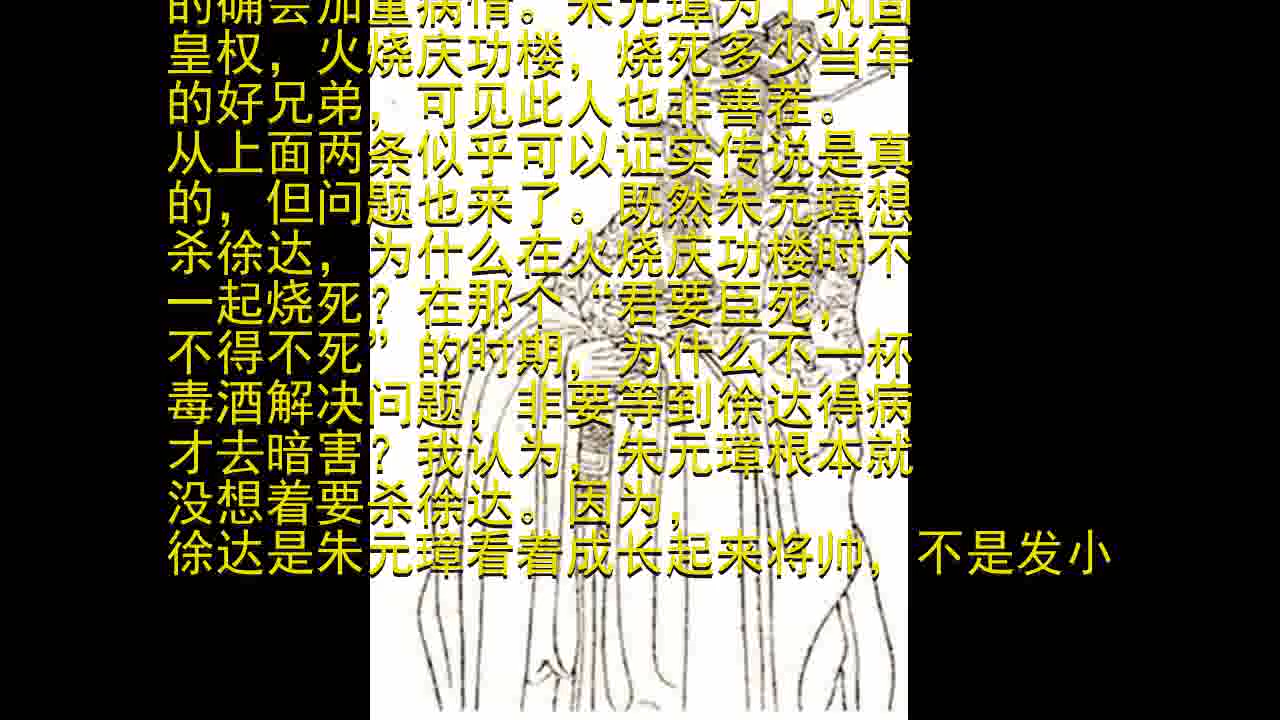 的确会加重病情。朱元璋为了巩固
皇权，火烧庆功楼，烧死多少当年
的好兄弟，可见此人也非善茬。
从上面两条似乎可以证实传说是真
的，但问题也来了。既然朱元璋想
杀徐达，为什么在火烧庆功楼时不
一起烧死？在那个“君要臣死，
不得不死”的时期，为什么不一杯
毒酒解决问题，非要等到徐达得病
才去暗害？我认为，朱元璋根本就
没想着要杀徐达。因为，
徐达是朱元璋看着成长起来将帅，不是发小